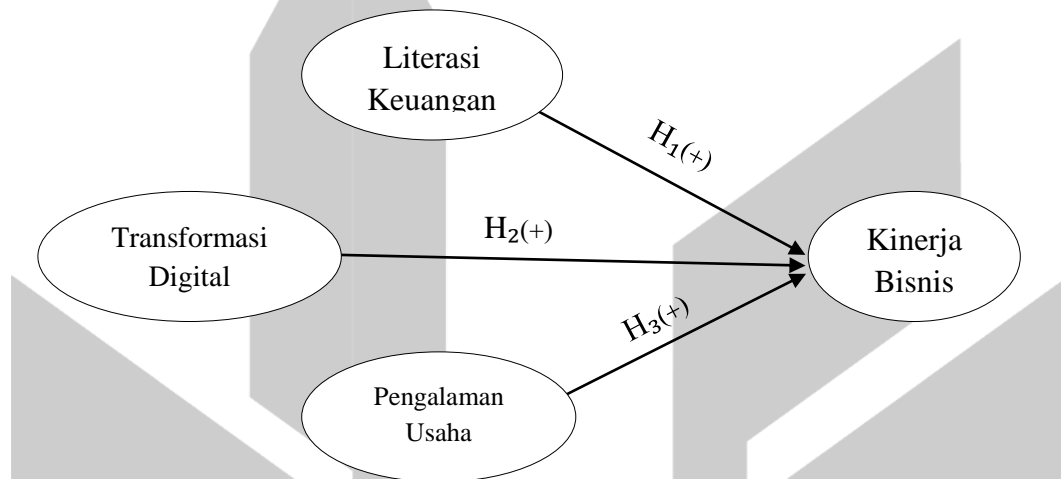 Literasi
Keuangan
H₁(+)
Transformasi
Digital
H₂(+)
Kinerja
Bisnis
H₃(+)
Pengalaman
Usaha